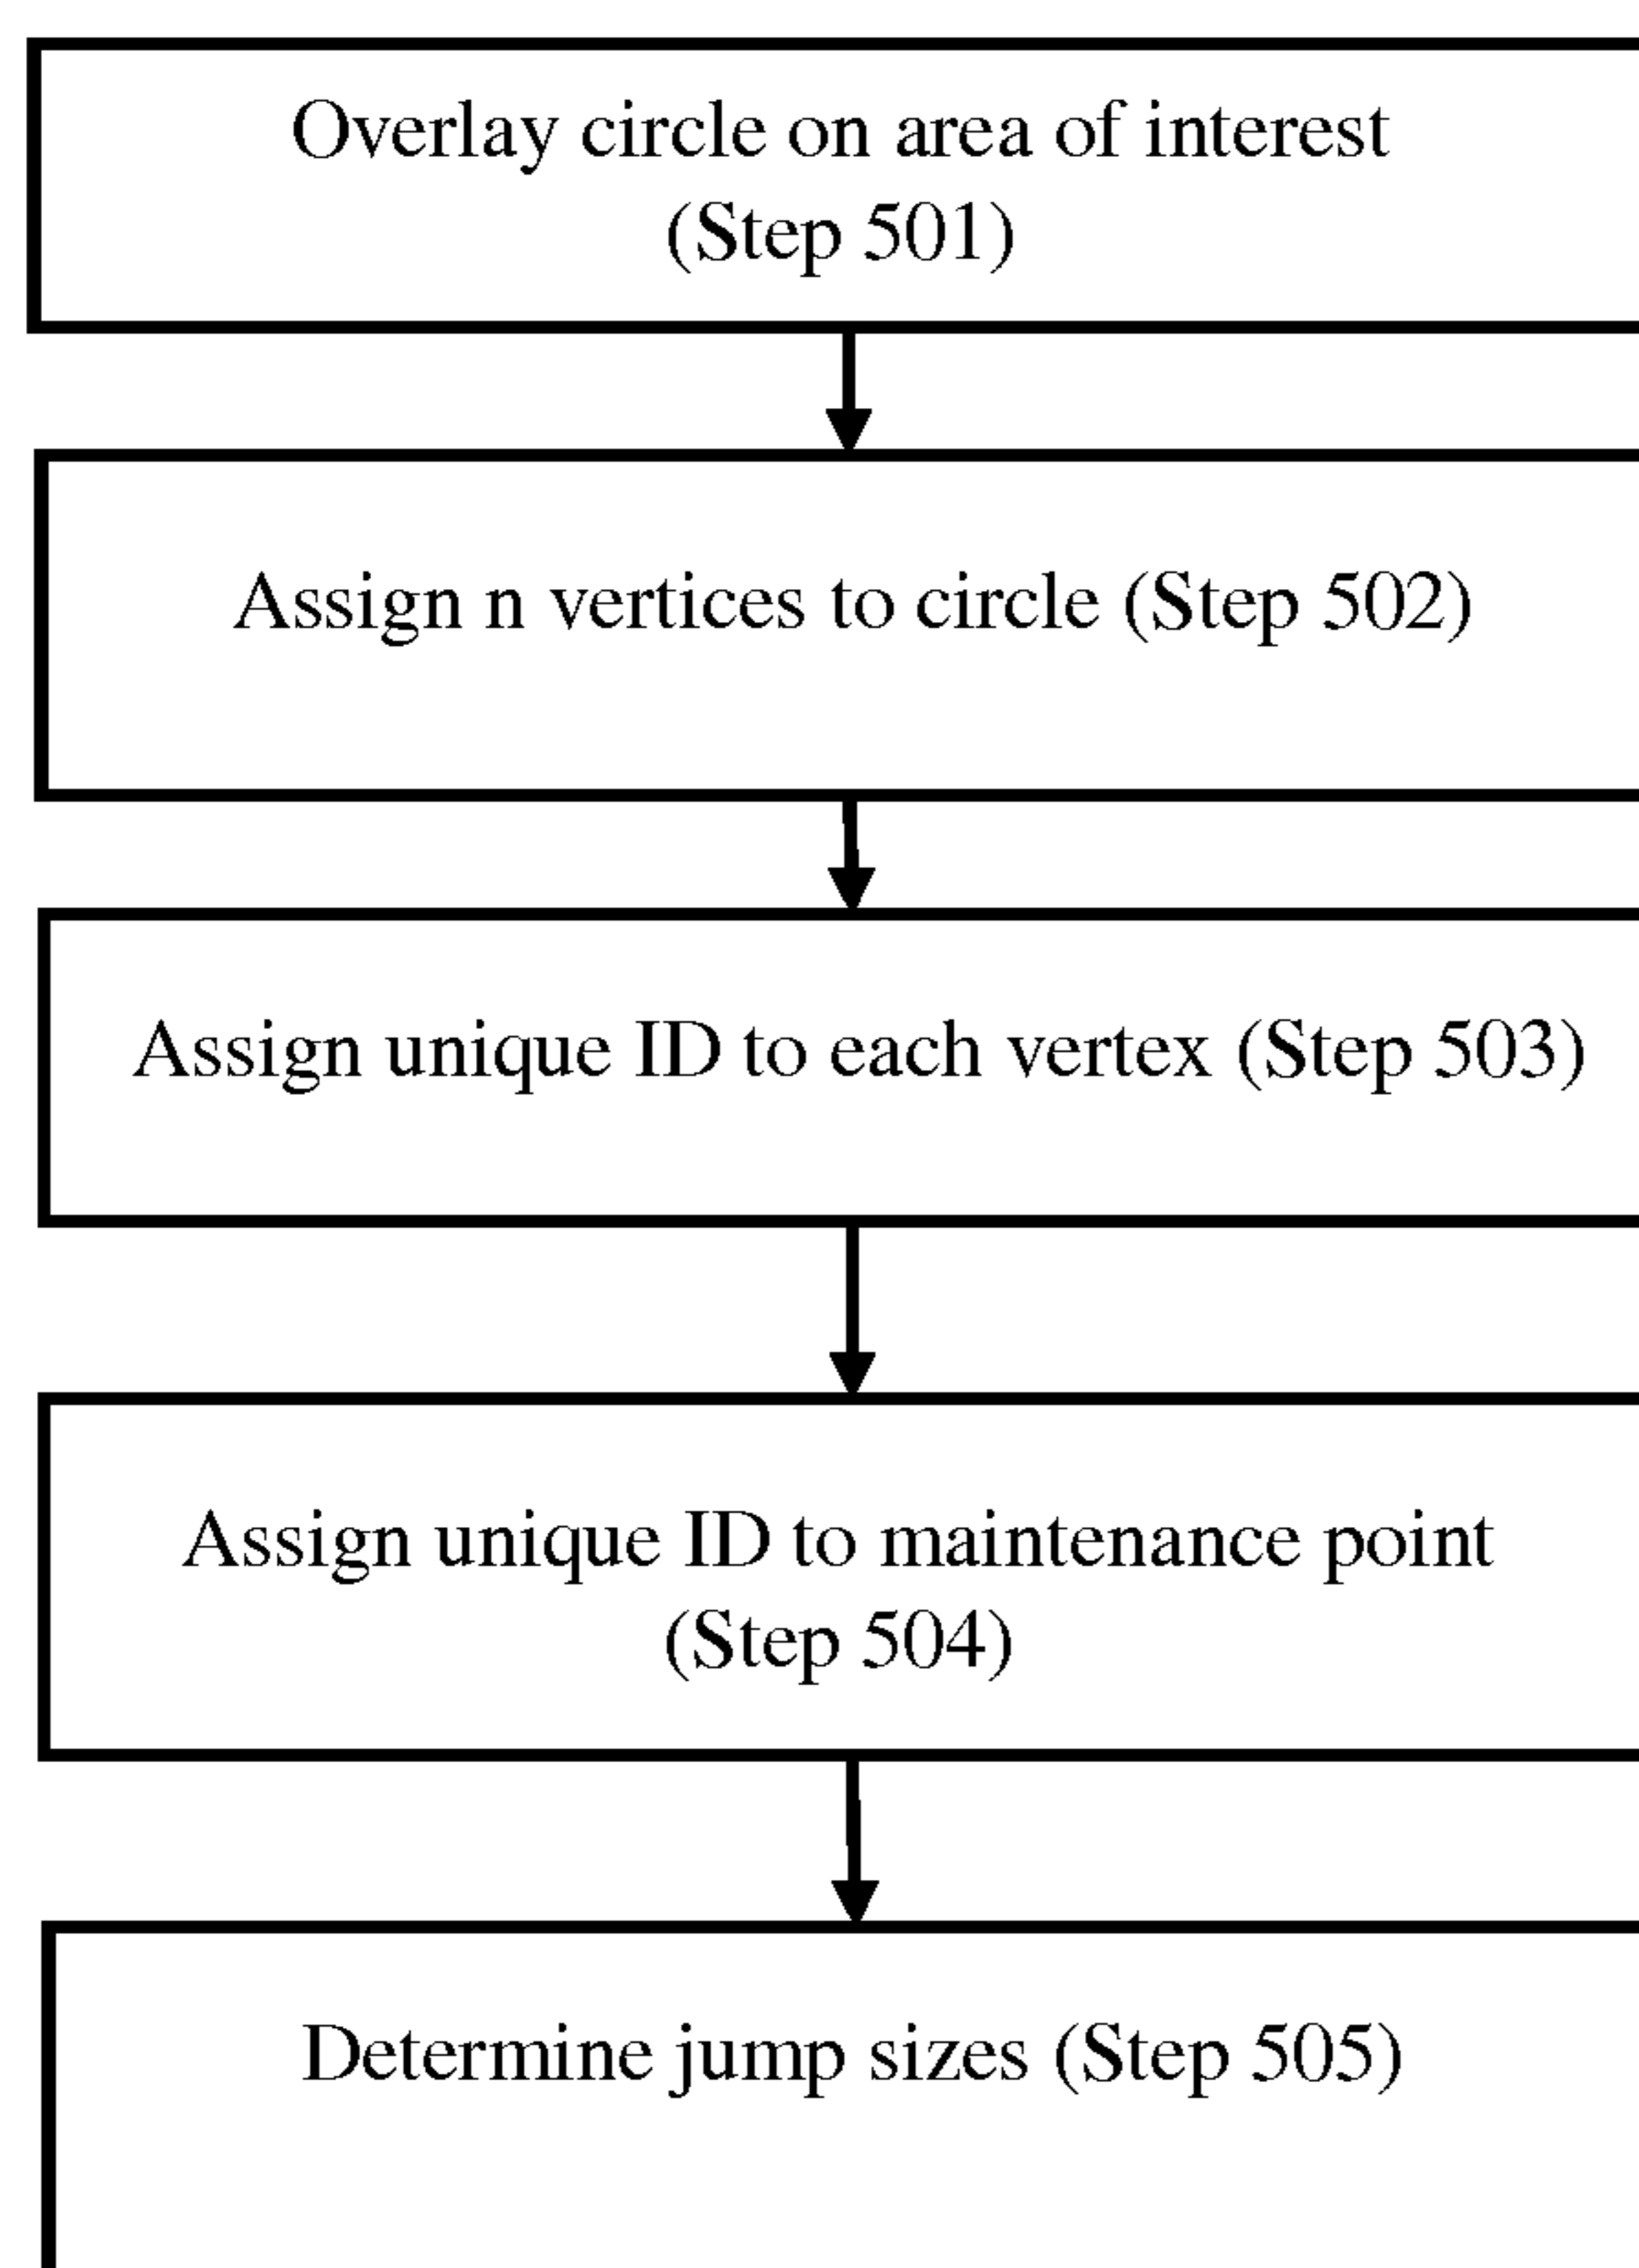 Overlay circle on area of interest
(Step 501)
Assign n vertices to circle (Step 502)
Assign unique ID to each vertex (Step 503)
Assign unique ID to maintenance point
(Step 504)
Determine jump sizes (Step 505)